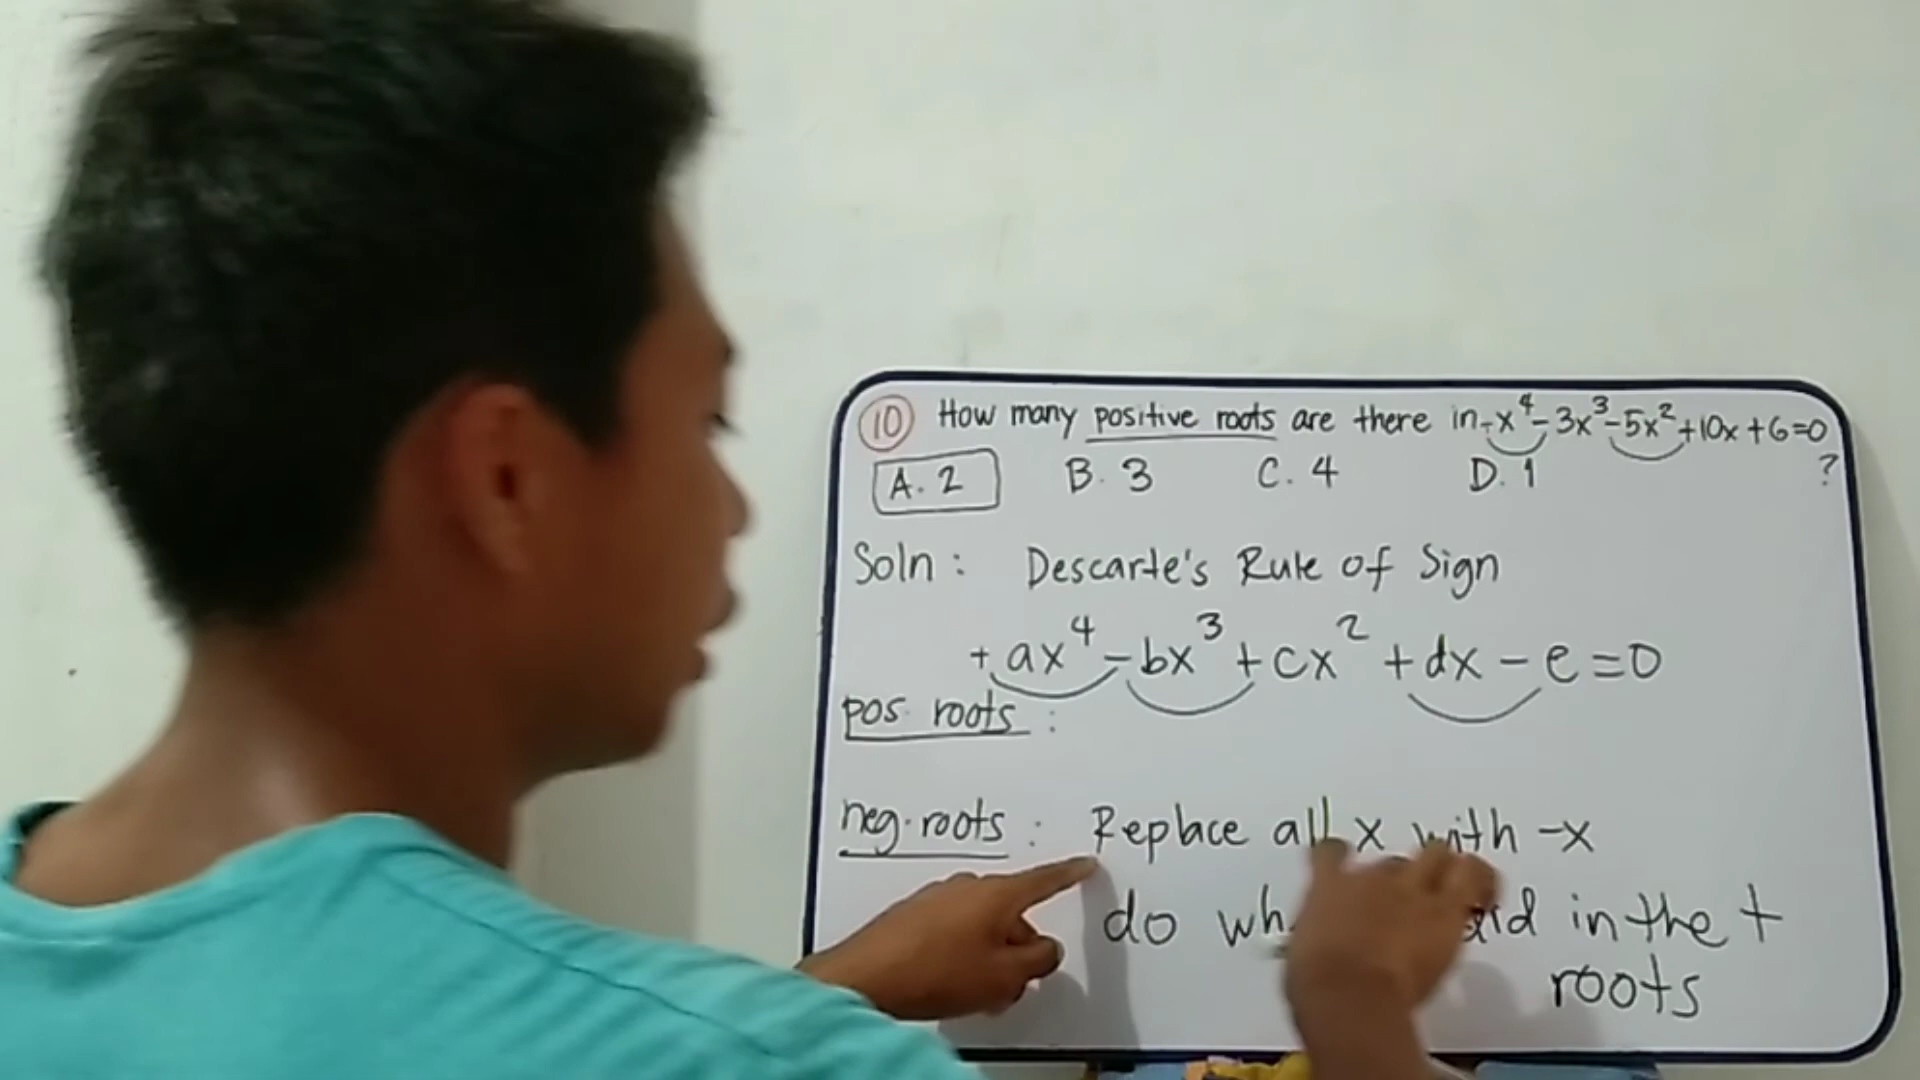 10 How many positive roots are there in +x⁴-3x³-5x²+10x+6=0?
A. 2 B. 3 C. 4 D. 1
Soln: Descarte's Rule of Sign
+ax⁴-bx³+cx²+dx-e=0
pos roots:
neg. roots: Replace all x with -x
do in the +
roots